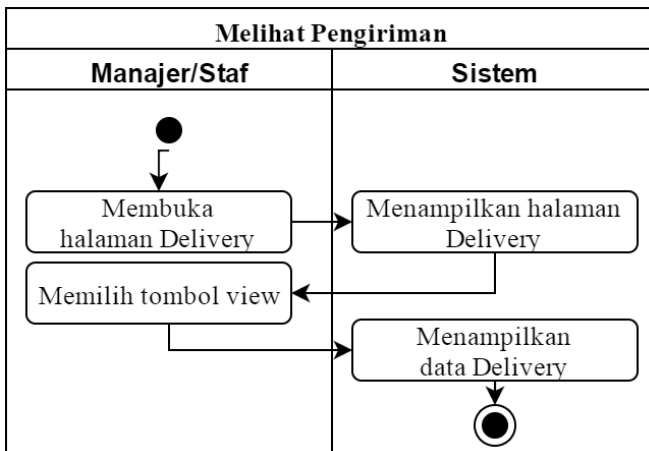 Melihat Pengiriman
Manajer/Staf
Sistem
Membuka
halaman Delivery
Menampilkan halaman
Delivery
Memilih tombol view
Menampilkan
data Delivery